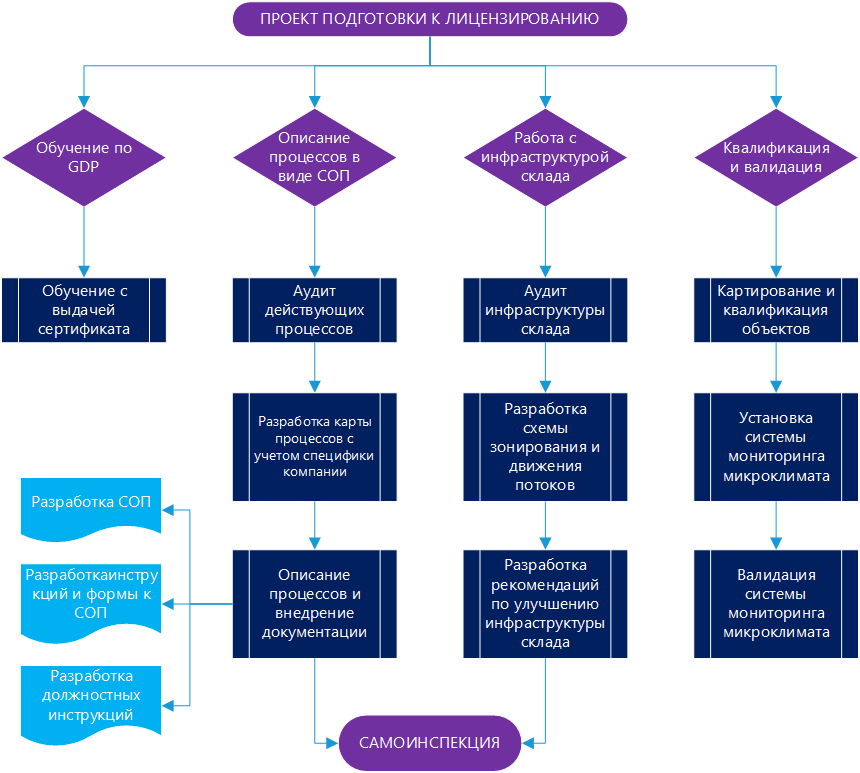 ПРОЕКТ ПОДГОТОВКИ К ЛИЦЕНЗИРОВАНИЮ
Обучение по
GDP
Описание
процессов в
виде СОП
Работа с
инфраструктурой
склада
Квалификация
и валидация
Обучение с
выдачей
сертификата
Аудит
действующих
процессов
Аудит
инфраструктуры
склада
Картирование и
квалификация
объектов
Разработка карты
процессов с
учетом специфики
компании
Разработка
схемы
зонирования и
движения
потоков
Установка
системы
мониторинга
микроклимата
Разработка СОП
Разработкаинстру
кций и формы к
СОП
Разработка
должностных
инструкций
Описание
процессов и
внедрение
документации
Разработка
рекомендаций
по улучшению
инфраструктуры
склада
Валидация
системы
мониторинга
микроклимата
САМОИНСПЕКЦИЯ